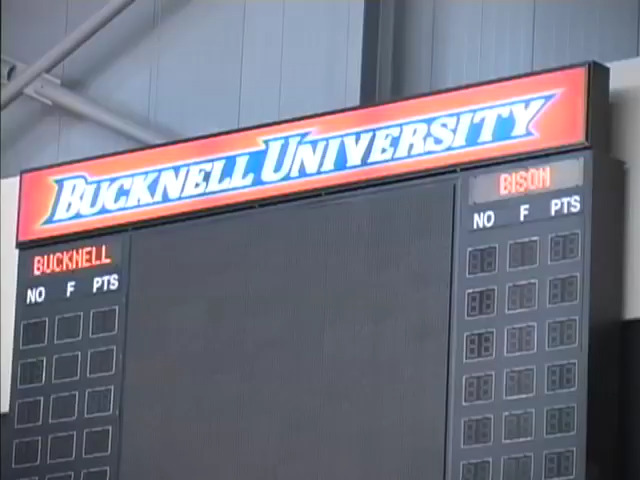 BUCKNELL UNIVERSITY
BUCKNELL
NO F PTS
BISON
NO F PTS